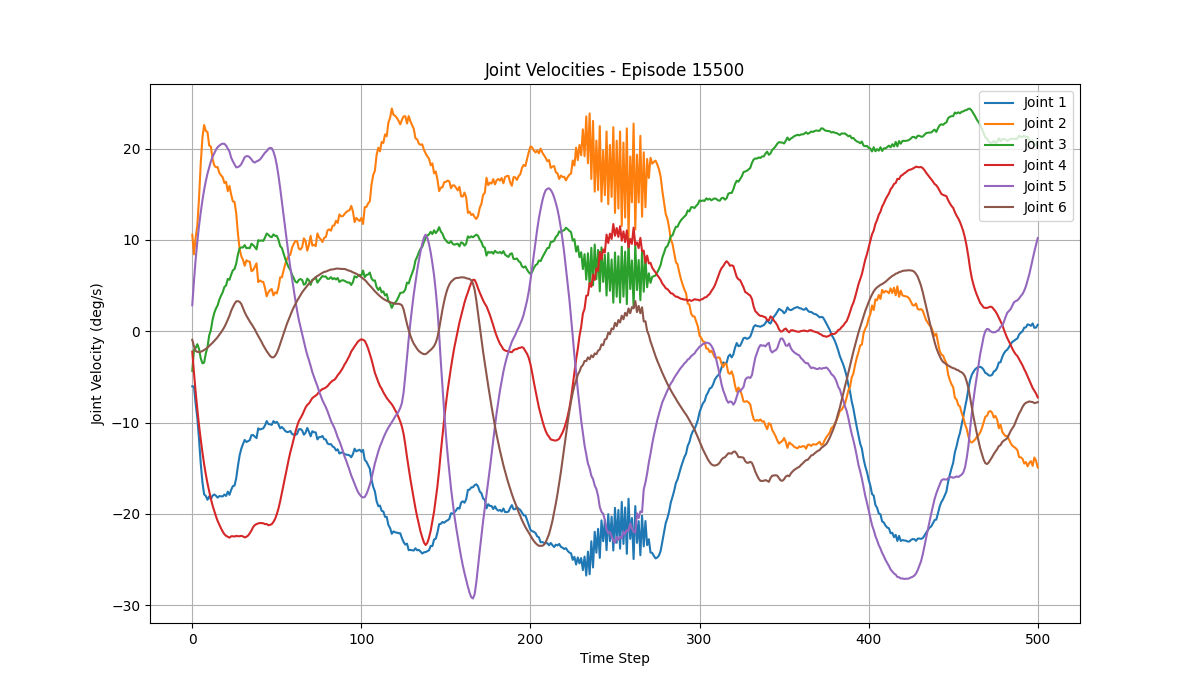 Joint Velocities - Episode 15500
Joint Velocity (deg/s)
20
10
0
−10
−20
−30
Joint 1
Joint 2
Joint 3
Joint 4
Joint 5
Joint 6
0 100 200 300 400 500
Time Step